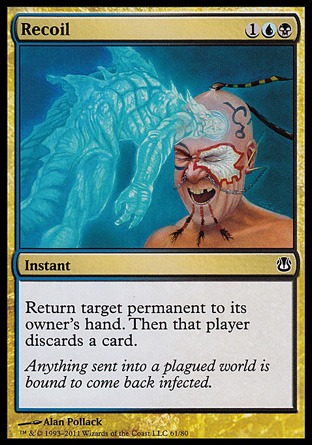 Recoil 1
Instant
Return target permanent to its
owner's hand. Then that player
discards a card.
Anything sent into a plagued world is
bound to come back infected.
Alan Pollack
™ & © 1993–2011 Wizards of the Coast LLC 61/80